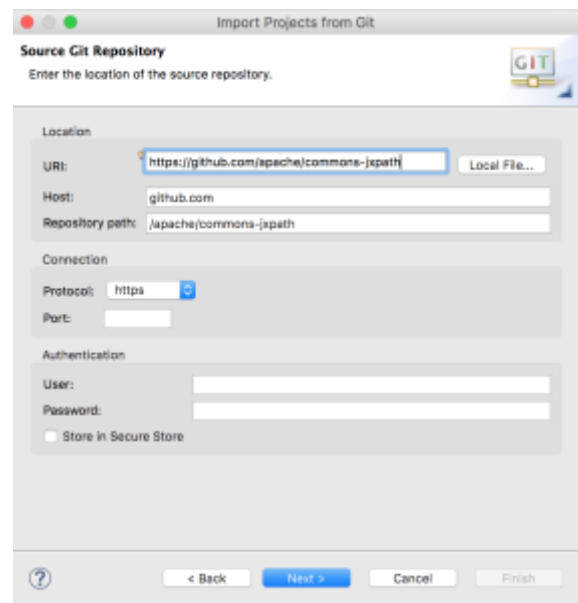 Import Projects from Git
Source Git Repository
Enter the location of the source repository.
GIT
Location
URI: https://github.com/apache/commons-jxpath Local File...
Host: github.com
Repository path: /apache/commons-jxpath
Connection
Protocol: https
Port:
Authentication
User:
Password:
Store in Secure Store
? < Back Next > Cancel Finish